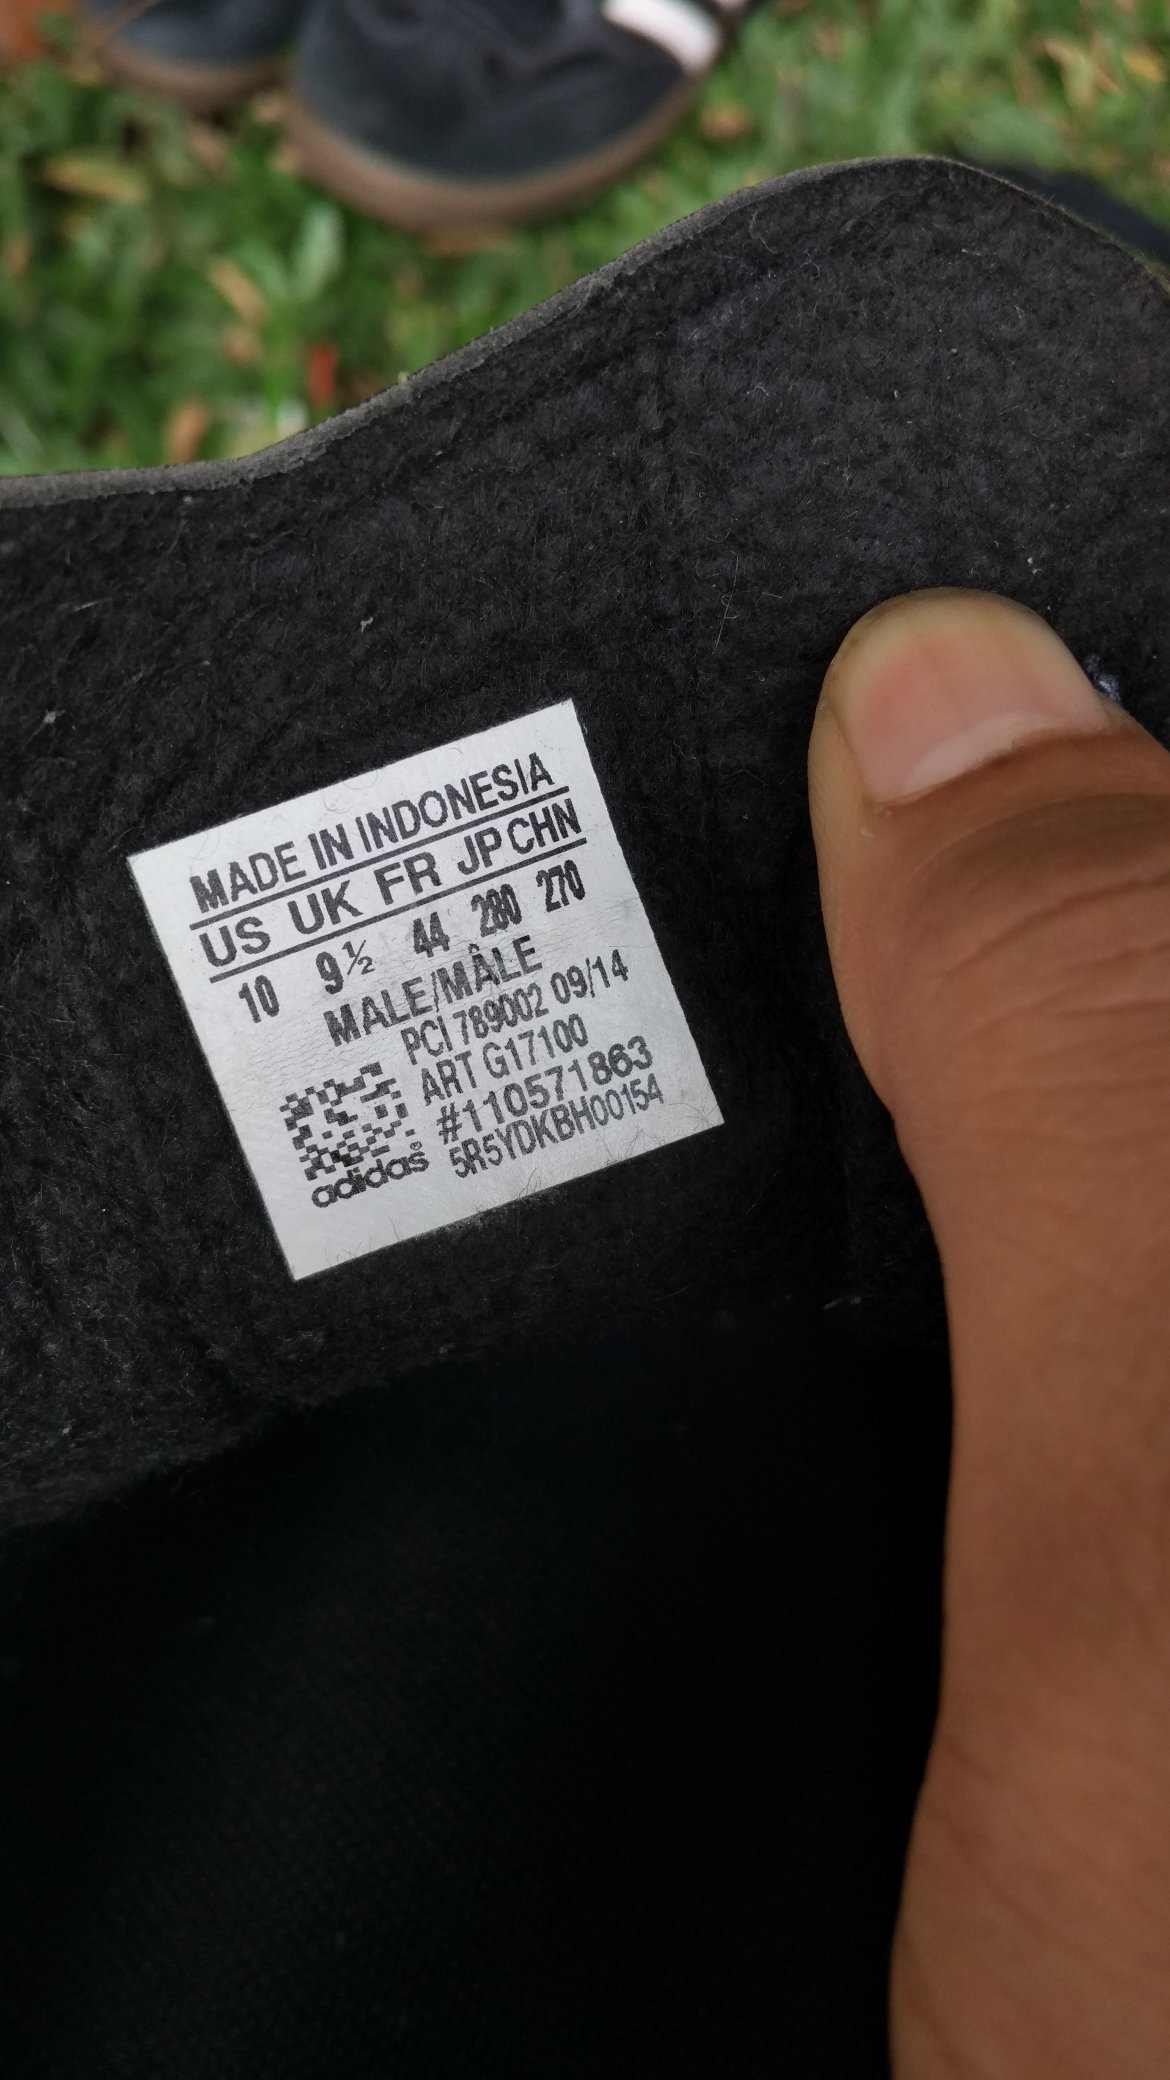 MADE IN INDONESIA
US UK FR JP CHN
10 9½ 44 280 270
MALE/MÂLE
PCI 789002 09/14
ART G17100
#110571863
5R5YDKBH00154
adidas®